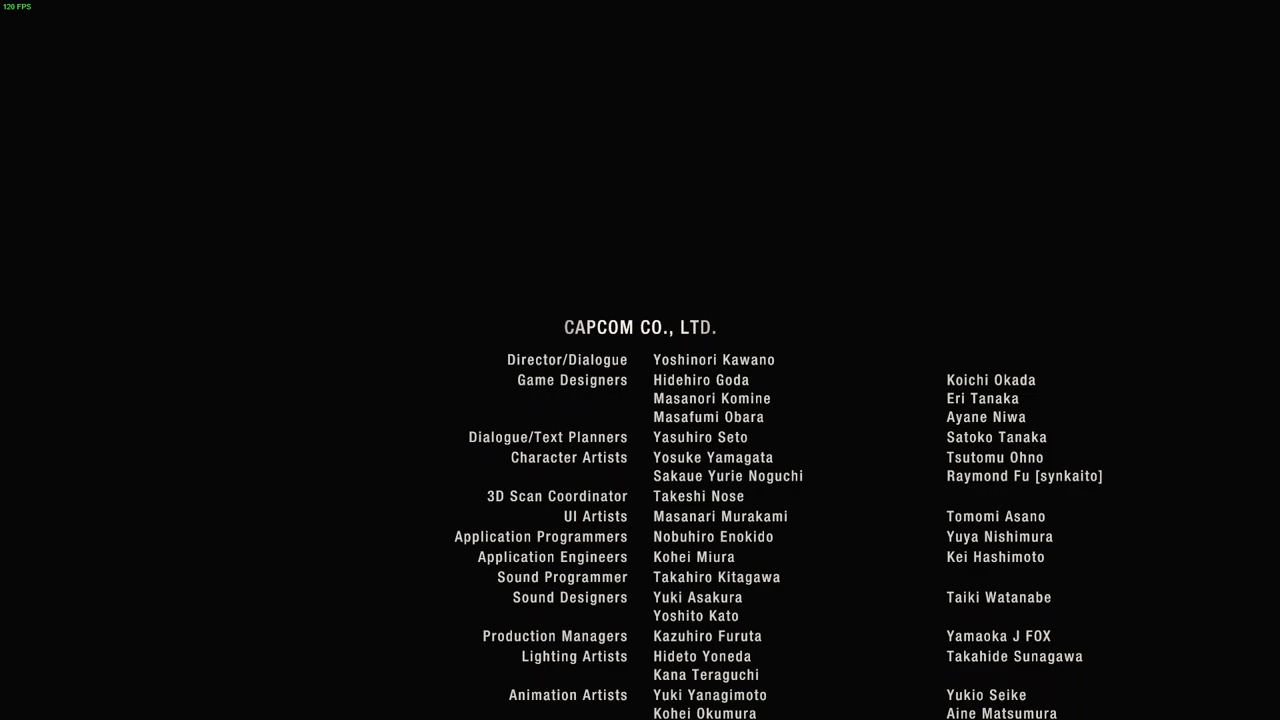 120 FPS
CAPCOM CO., LTD.
Director/Dialogue Yoshinori Kawano
Game Designers Hidehiro Goda Koichi Okada
Masanori Komine Eri Tanaka
Masafumi Obara Ayane Niwa
Dialogue/Text Planners Yasuhiro Seto Satoko Tanaka
Character Artists Yosuke Yamagata Tsutomu Ohno
Sakaue Yurie Noguchi Raymond Fu [synkaito]
3D Scan Coordinator Takeshi Nose
UI Artists Masanari Murakami Tomomi Asano
Application Programmers Nobuhiro Enokido Yuya Nishimura
Application Engineers Kohei Miura Kei Hashimoto
Sound Programmer Takahiro Kitagawa
Sound Designers Yuki Asakura Taiki Watanabe
Yoshito Kato
Production Managers Kazuhiro Furuta Yamaoka J FOX
Lighting Artists Hideto Yoneda Takahide Sunagawa
Kana Teraguchi
Animation Artists Yuki Yanagimoto Yukio Seike
Kohei Okumura Aine Matsumura